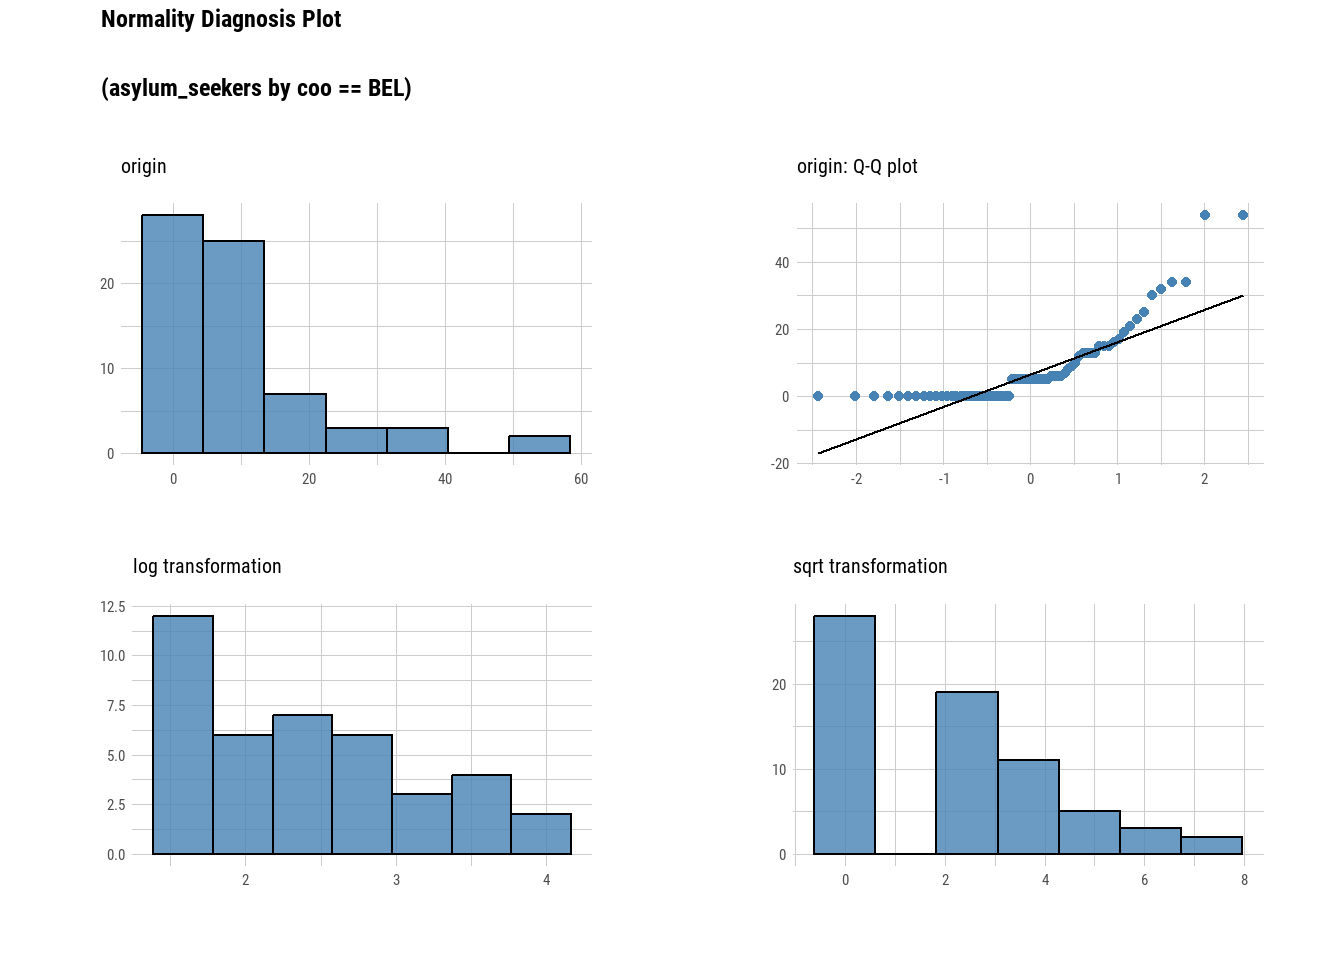 Normality Diagnosis Plot
(asylum_seekers by coo == BEL)
origin
20
10
0
0 20 40 60
origin: Q-Q plot
40
20
0
-20
-2 -1 0 1 2
log transformation
12.5
10.0
7.5
5.0
2.5
0.0
2 3 4
sqrt transformation
20
10
0
0 2 4 6 8